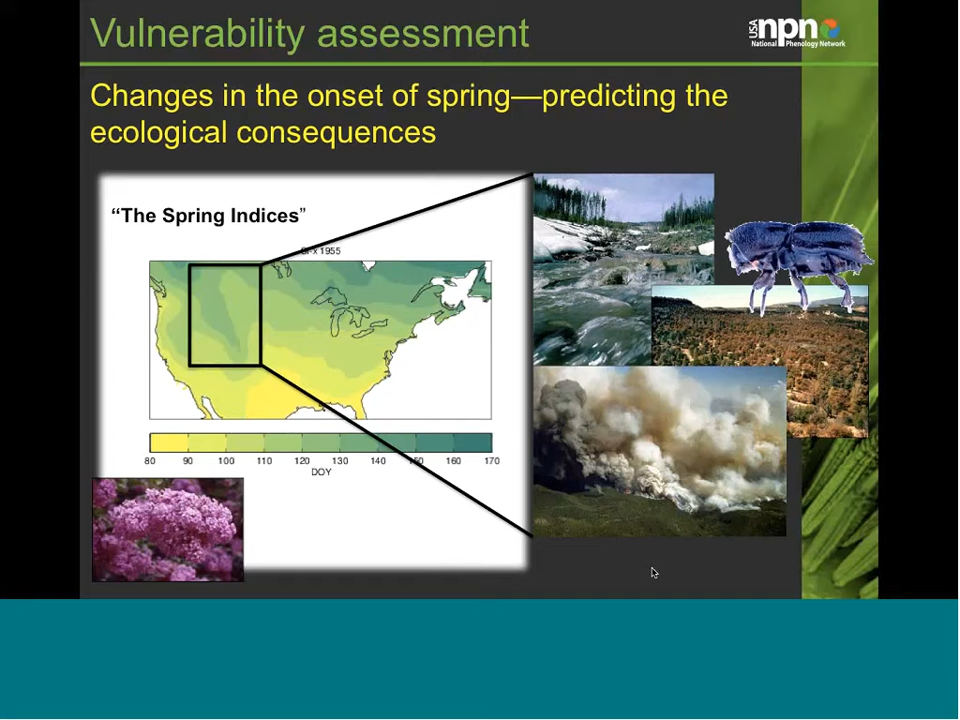 Vulnerability assessment
USA
npn
National Phenology Network
Changes in the onset of spring—predicting the
ecological consequences
“The Spring Indices”
1955
80 90 100 110 120 130 140 150 160 170
DOY